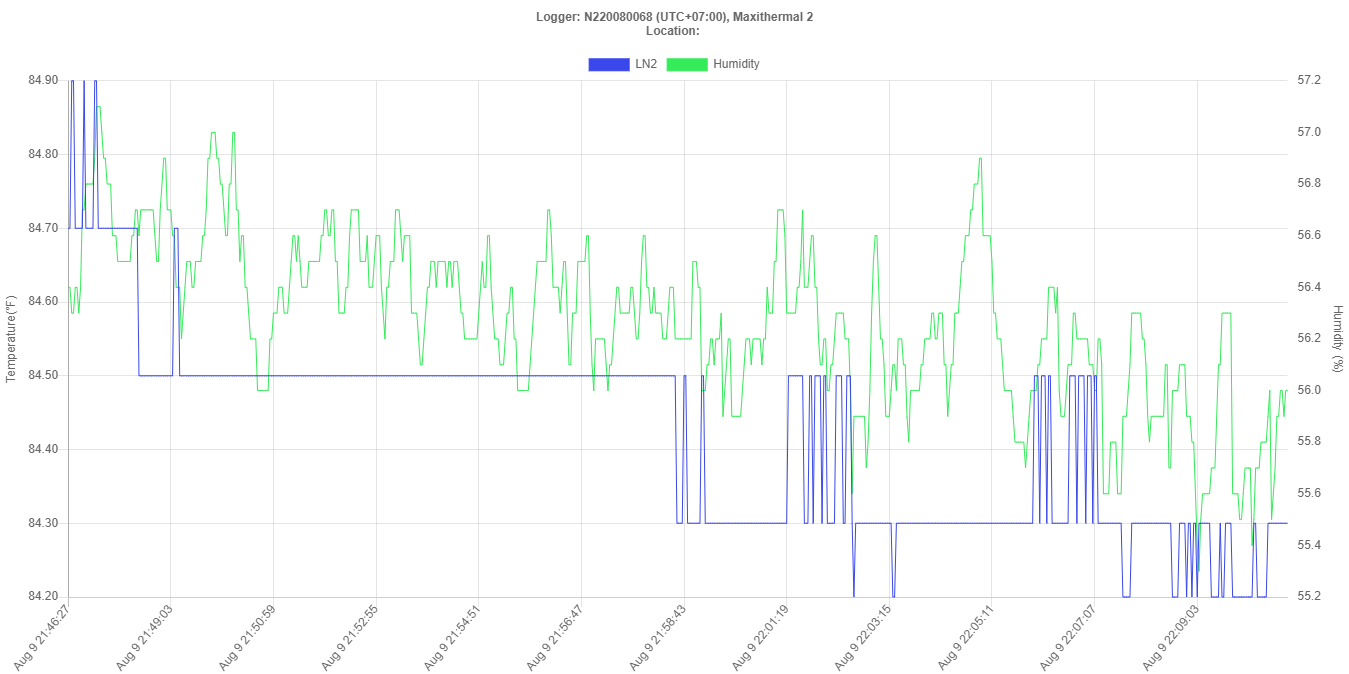 Logger: N220080068 (UTC+07:00), Maxithermal 2
Location:
LN2 Humidity
84.90
84.80
84.70
84.60
84.50
84.40
84.30
84.20
Temperature(°F)
57.2
57.0
56.8
56.6
56.4
56.2
56.0
55.8
55.6
55.4
55.2
Humidity (%)
Aug 9 21:46:27
Aug 9 21:49:03
Aug 9 21:50:59
Aug 9 21:52:55
Aug 9 21:54:51
Aug 9 21:56:47
Aug 9 21:58:43
Aug 9 22:01:19
Aug 9 22:03:15
Aug 9 22:05:11
Aug 9 22:07:07
Aug 9 22:09:03